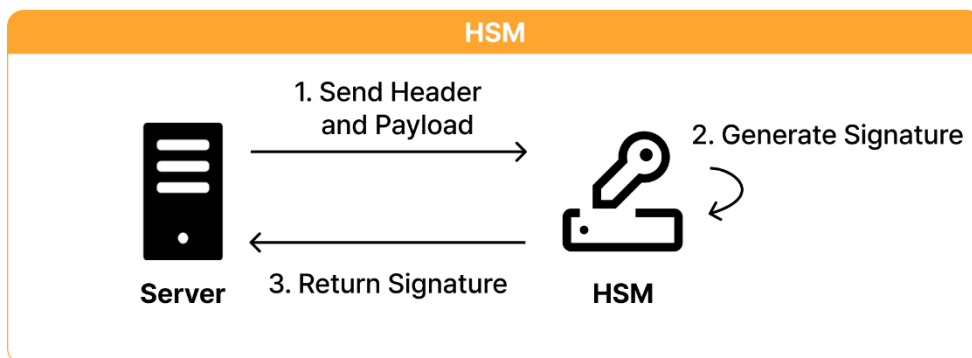 HSM
1. Send Header
and Payload
2. Generate Signature
3. Return Signature
Server
HSM